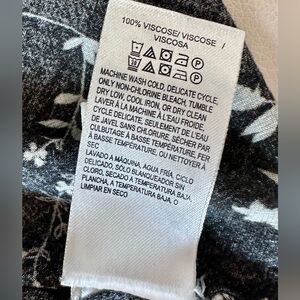 100% VISCOSE/ VISCOSE /
VISCOSA
MACHINE WASH COLD, DELICATE CYCLE.
ONLY NON-CHLORINE BLEACH, TUMBLE
DRY LOW, COOL IRON, OR DRY CLEAN
LAVER À LA MACHINE À L'EAU FROIDE,
CYCLE DÉLICATE, SEULEMENT DE L'EAU
DE JAVEL SANS CHLORURE, SÉCHER PAR
CULBUTAGE À BASSE TEMPÉRATURE, FER
À BASSE TEMPÉRATURE, OU NETTOYER À
SEC
LAVADO À MÁQUINA, AGUA FRÍA, CICLO
DELICADO, SÓLO BLANQUEADOR SIN
CLORO, SECADO A TEMPERATURA BAJA,
PLANCHA, A TEMPERATURA BAJA, O
LIMPIAR EN SECO